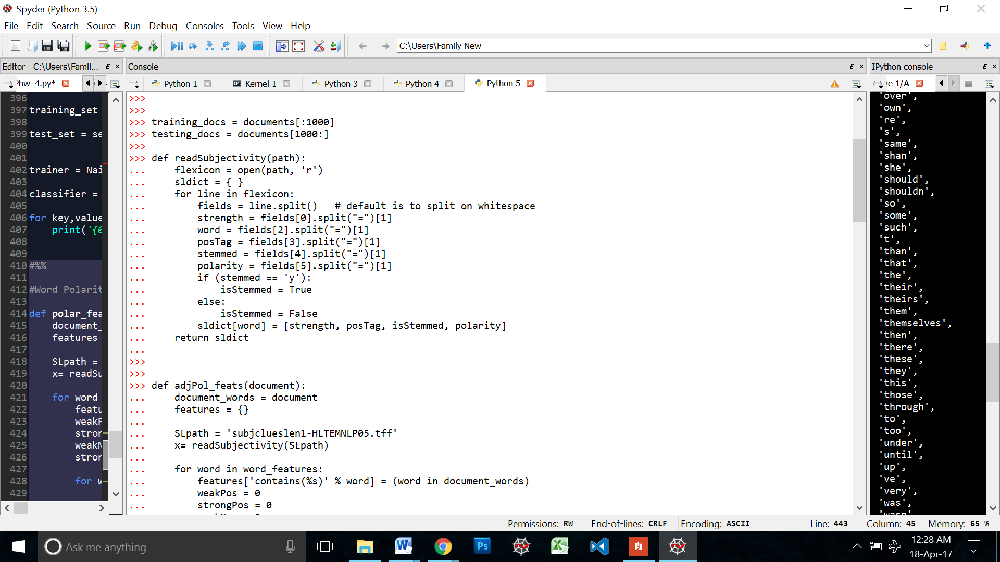 Spyder (Python 3.5)
File Edit Search Source Run Debug Consoles Tools View Help
C:\Users\Family New
Editor - C:\Users\Famil...
hw_4.py*
396
397 training_set
398
399 test_set = se
400
401
402 trainer = Nai
403
404 classifier =
405
406 for key,value
407     print('{0
408
409
410 #%%
411
412 #Word Polarit
413
414 def polar_fea
415     document_
416     features
417
418     SLpath =
419     x= readSu
420
421     for word
422         featu
423         weakP
424         stron
425         weakN
426         stron
427
428         for w
429
Console
Python 1 Kernel 1 Python 3 Python 4 Python 5
>>>
>>>
>>> training_docs = documents[:1000]
>>> testing_docs = documents[1000:]
>>>
>>> def readSubjectivity(path):
...     flexicon = open(path, 'r')
...     sldict = { }
...     for line in flexicon:
...         fields = line.split()   # default is to split on whitespace
...         strength = fields[0].split("=")[1]
...         word = fields[2].split("=")[1]
...         posTag = fields[3].split("=")[1]
...         stemmed = fields[4].split("=")[1]
...         polarity = fields[5].split("=")[1]
...         if (stemmed == 'y'):
...             isStemmed = True
...         else:
...             isStemmed = False
...         sldict[word] = [strength, posTag, isStemmed, polarity]
...     return sldict
...
>>>
>>>
>>> def adjPol_feats(document):
...     document_words = document
...     features = {}
...
...     SLpath = 'subjclueslen1-HLTEMNLP05.tff'
...     x= readSubjectivity(SLpath)
...
...     for word in word_features:
...         features['contains(%s)' % word] = (word in document_words)
...         weakPos = 0
...         strongPos = 0
IPython console
le 1/A
'over',
'own',
're',
's',
'same',
'shan',
'she',
'should',
'shouldn',
'so',
'some',
'such',
't',
'than',
'that',
'the',
'their',
'theirs',
'them',
'themselves',
'then',
'there',
'these',
'they',
'this',
'those',
'through',
'to',
'too',
'under',
'until',
'up',
've',
'very',
'was',
'wasn',
Permissions: RW End-of-lines: CRLF Encoding: ASCII Line: 443 Column: 45 Memory: 65 %
Ask me anything
Ps
12:28 AM
18-Apr-17